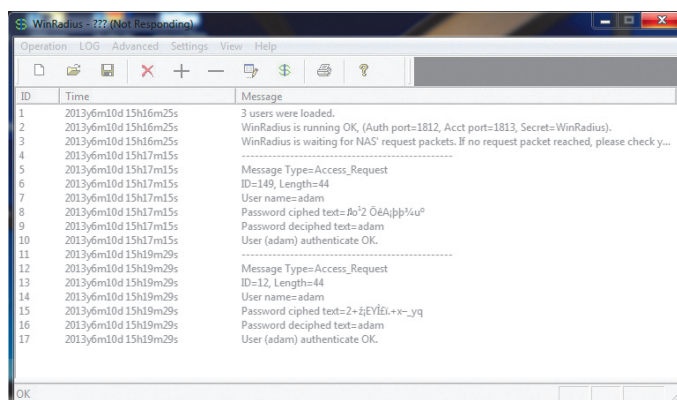 WinRadius - ??? (Not Responding)
Operation LOG Advanced Settings View Help
ID Time Message
1 2013y6m10d 15h16m25s 3 users were loaded.
2 2013y6m10d 15h16m25s WinRadius is running OK, (Auth port=1812, Acct port=1813, Secret=WinRadius).
3 2013y6m10d 15h16m25s WinRadius is waiting for NAS' request packets. If no request packet reached, please check y...
4 2013y6m10d 15h17m15s --------------------------------------------------
5 2013y6m10d 15h17m15s Message Type=Access_Request
6 2013y6m10d 15h17m15s ID=149, Length=44
7 2013y6m10d 15h17m15s User name=adam
8 2013y6m10d 15h17m15s Password ciphed text=
9 2013y6m10d 15h17m15s Password deciphed text=adam
10 2013y6m10d 15h17m15s User (adam) authenticate OK.
11 2013y6m10d 15h19m29s --------------------------------------------------
12 2013y6m10d 15h19m29s Message Type=Access_Request
13 2013y6m10d 15h19m29s ID=12, Length=44
14 2013y6m10d 15h19m29s User name=adam
15 2013y6m10d 15h19m29s Password ciphed text=
16 2013y6m10d 15h19m29s Password deciphed text=adam
17 2013y6m10d 15h19m29s User (adam) authenticate OK.
OK